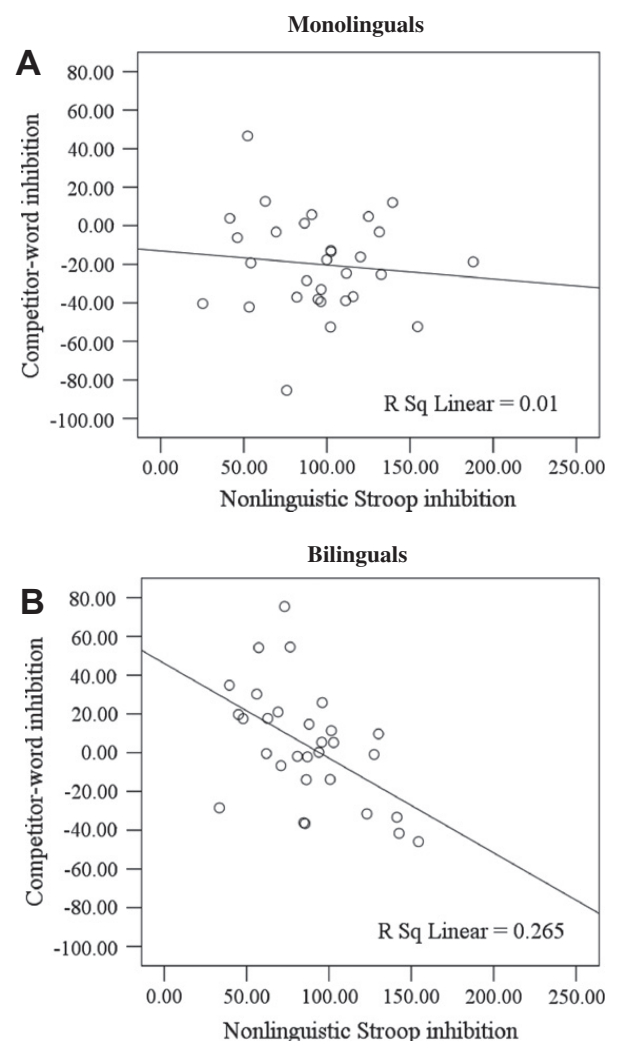 Monolinguals
A
80.00
60.00
40.00
20.00
0.00
-20.00
-40.00
-60.00
-80.00
-100.00
Competitor-word inhibition
R Sq Linear = 0.01
0.00 50.00 100.00 150.00 200.00 250.00
Nonlinguistic Stroop inhibition
Bilinguals
B
80.00
60.00
40.00
20.00
0.00
-20.00
-40.00
-60.00
-80.00
-100.00
Competitor-word inhibition
R Sq Linear = 0.265
0.00 50.00 100.00 150.00 200.00 250.00
Nonlinguistic Stroop inhibition